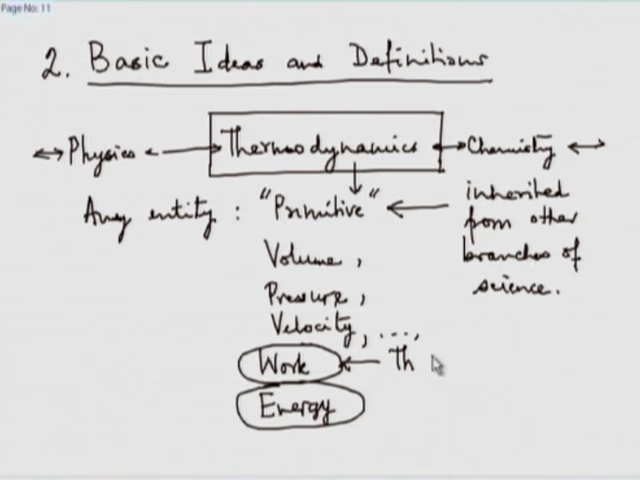 Page No: 11
2. Basic Ideas and Definitions
Physics Thermodynamics Chemistry
Any entity : "Primitive" inherited
from other
branches of
science.
Volume,
Pressure,
Velocity, ....,
Work Th
Energy